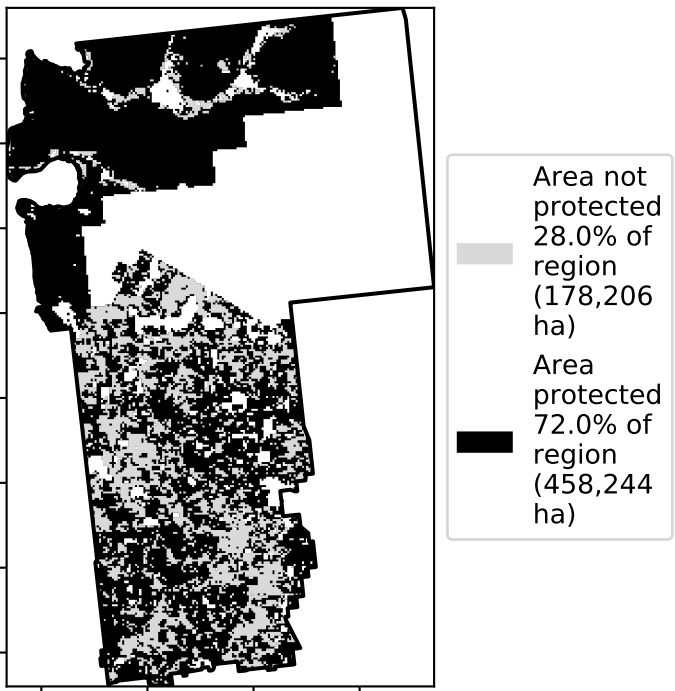 Area not
protected
28.0% of
region
(178,206
ha)
Area
protected
72.0% of
region
(458,244
ha)